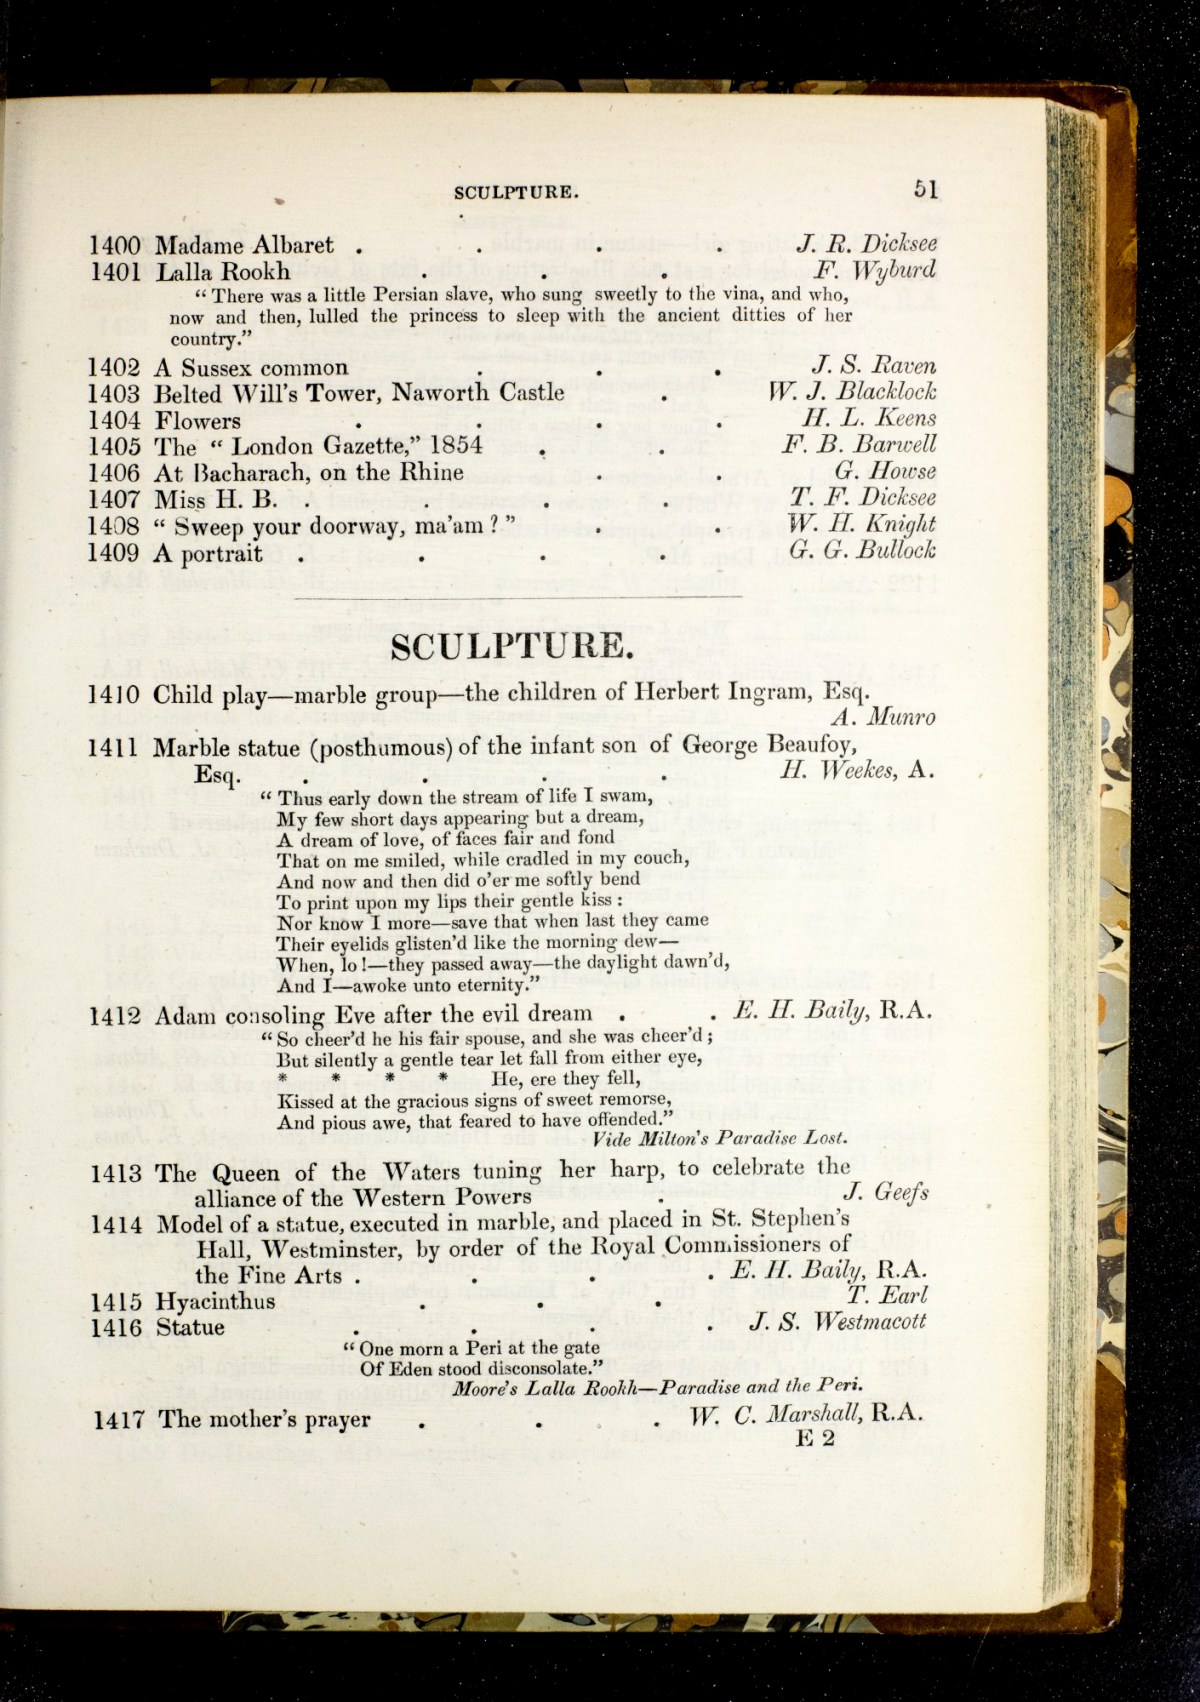 SCULPTURE. 51
1400 Madame Albaret . . . . J. R. Dicksee
1401 Lalla Rookh . . . F. Wyburd
“ There was a little Persian slave, who sung sweetly to the vina, and who,
now and then, lulled the princess to sleep with the ancient ditties of her
country.”
1402 A Sussex common . . . J. S. Raven
1403 Belted Will’s Tower, Naworth Castle . W. J. Blacklock
1404 Flowers . . . . H. L. Keens
1405 The “ London Gazette,” 1854 . . F. B. Barwell
1406 At Bacharach, on the Rhine . . G. Howse
1407 Miss H. B. . . . . T. F. Dicksee
1408 “ Sweep your doorway, ma’am ? ” . . W. H. Knight
1409 A portrait . . . . G. G. Bullock
SCULPTURE.
1410 Child play—marble group—the children of Herbert Ingram, Esq.
A. Munro
1411 Marble statue (posthumous) of the infant son of George Beaufoy,
Esq. . . . . H. Weekes, A.
“ Thus early down the stream of life I swam,
My few short days appearing but a dream,
A dream of love, of faces fair and fond
That on me smiled, while cradled in my couch,
And now and then did o’er me softly bend
To print upon my lips their gentle kiss :
Nor know I more—save that when last they came
Their eyelids glisten’d like the morning dew—
When, lo !—they passed away—the daylight dawn’d,
And I—awoke unto eternity.”
1412 Adam consoling Eve after the evil dream . . E. H. Baily, R.A.
“ So cheer’d he his fair spouse, and she was cheer’d ;
But silently a gentle tear let fall from either eye,
* * * * He, ere they fell,
Kissed at the gracious signs of sweet remorse,
And pious awe, that feared to have offended.”
Vide Milton’s Paradise Lost.
1413 The Queen of the Waters tuning her harp, to celebrate the
alliance of the Western Powers . J. Geefs
1414 Model of a statue, executed in marble, and placed in St. Stephen’s
Hall, Westminster, by order of the Royal Commissioners of
the Fine Arts . . . . E. H. Baily, R.A.
1415 Hyacinthus . . . T. Earl
1416 Statue . . . . J. S. Westmacott
“ One morn a Peri at the gate
Of Eden stood disconsolate.”
Moore’s Lalla Rookh—Paradise and the Peri.
1417 The mother’s prayer . . . W. C. Marshall, R.A.
E 2